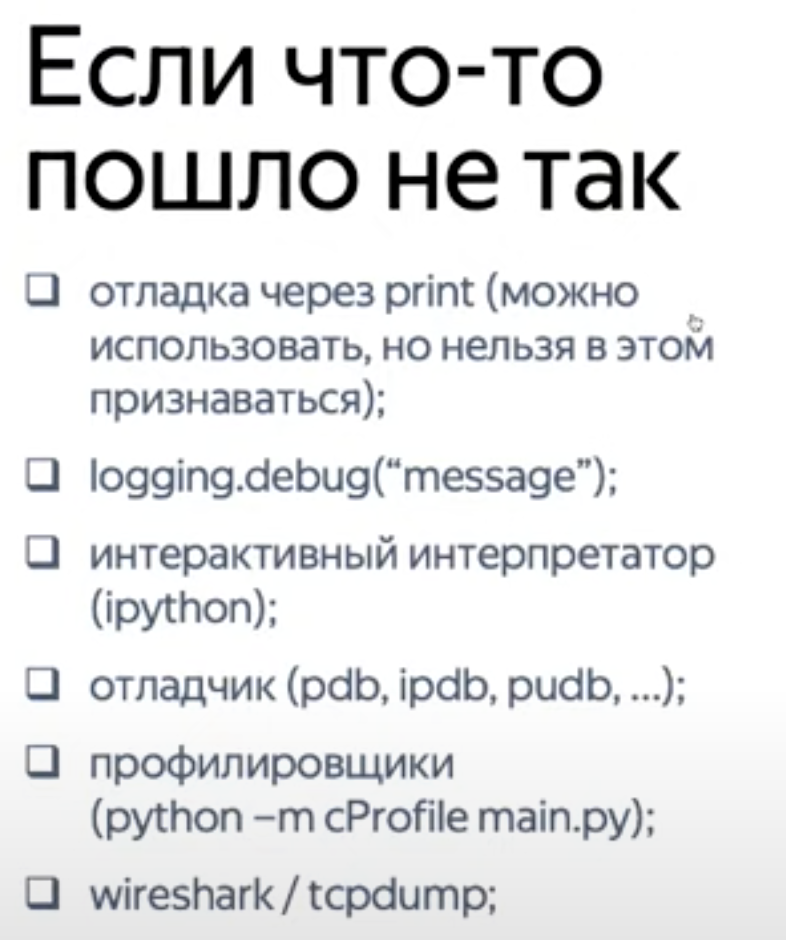 Если что-то
пошло не так
отладка через print (можно
использовать, но нельзя в этом
признаваться);
logging.debug(“message”);
интерактивный интерпретатор
(ipython);
отладчик (pdb, ipdb, pudb, ...);
профилировщики
(python –m cProfile main.py);
wireshark / tcpdump;